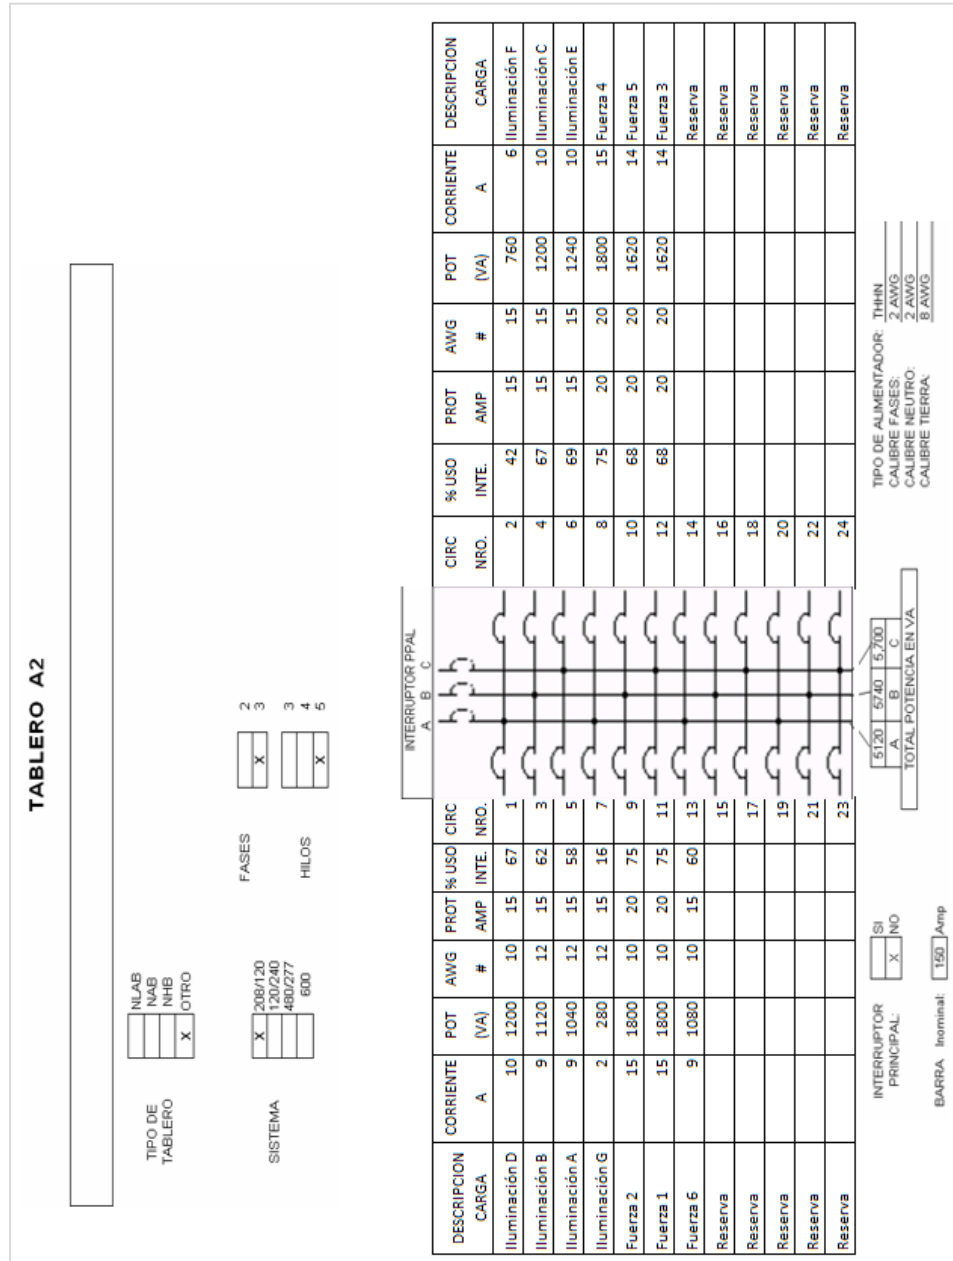 TABLERO A2
TIPO DE TABLERO
NLAB
NAB
NHB
X OTRO
SISTEMA
X 208/120
120/240
480/277
600
FASES
2
X 3
HILOS
3
4
X 5
INTERRUPTOR PPAL
A B C
DESCRIPCION CARGA CORRIENTE A POT (VA) AWG # PROT AMP % USO INTE. CIRC NRO. CIRC NRO. % USO INTE. PROT AMP AWG # POT (VA) CORRIENTE A DESCRIPCION CARGA
Iluminación D 10 1200 10 15 67 1 2 42 15 15 760 6 Iluminación F
Iluminación B 9 1120 12 15 62 3 4 67 15 15 1200 10 Iluminación C
Iluminación A 9 1040 12 15 58 5 6 69 15 15 1240 10 Iluminación E
Iluminación G 2 280 12 15 16 7 8 75 20 20 1800 15 Fuerza 4
Fuerza 2 15 1800 10 20 75 9 10 68 20 20 1620 14 Fuerza 5
Fuerza 1 15 1800 10 20 75 11 12 68 20 20 1620 14 Fuerza 3
Fuerza 6 9 1080 10 15 60 13 14 Reserva
Reserva 15 16 Reserva
Reserva 17 18 Reserva
Reserva 19 20 Reserva
Reserva 21 22 Reserva
Reserva 23 24 Reserva
INTERRUPTOR PRINCIPAL:
SI
X NO
BARRA Inominal: 150 Amp
5120 5740 5,700
A B C
TOTAL POTENCIA EN VA
TIPO DE ALIMENTADOR: THHN
CALIBRE FASES: 2 AWG
CALIBRE NEUTRO: 2 AWG
CALIBRE TIERRA: 8 AWG